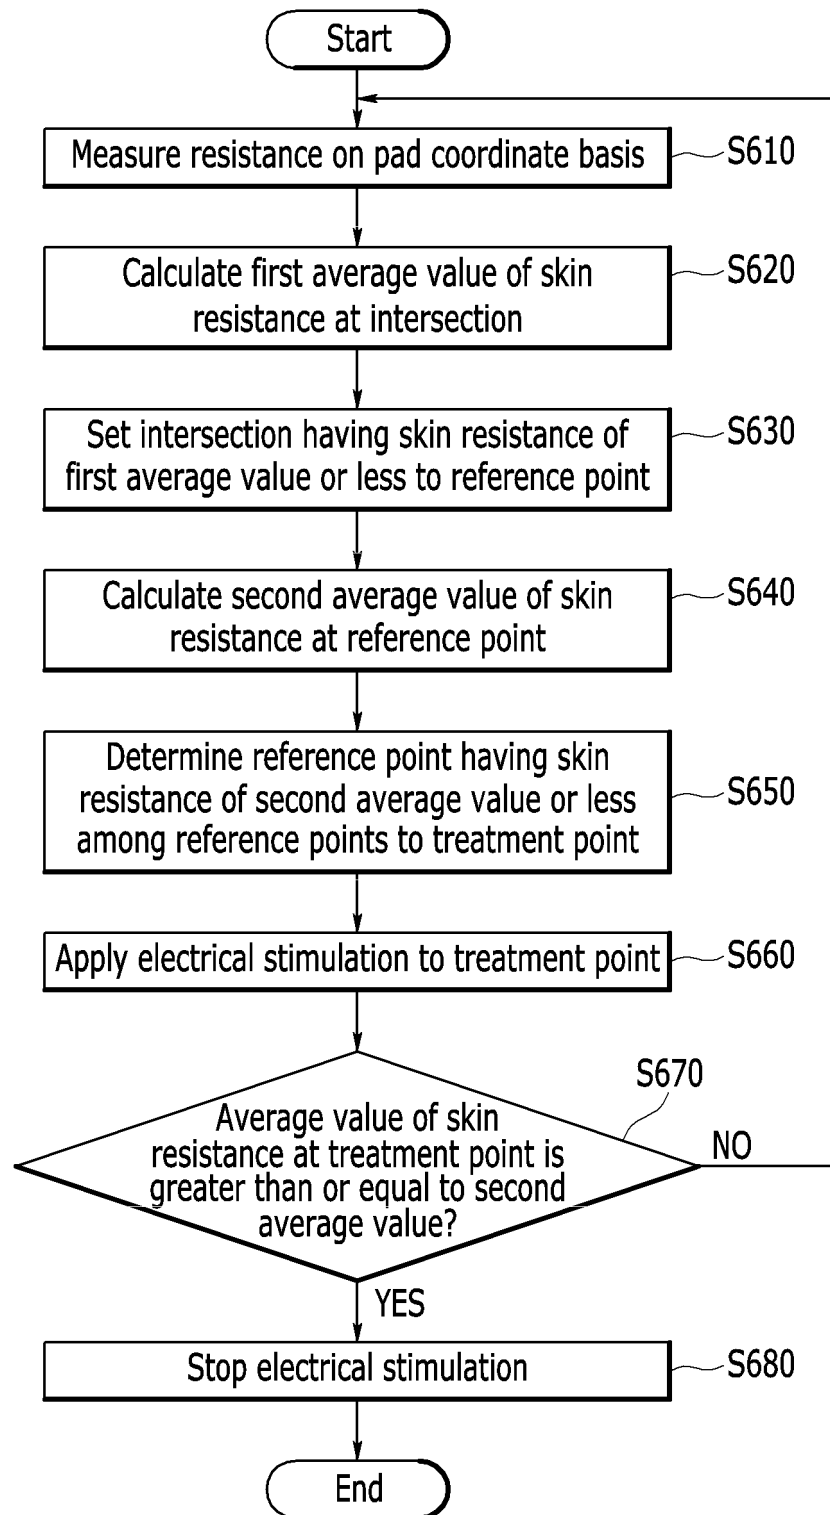 Start
Measure resistance on pad coordinate basis
S610
Calculate first average value of skin
resistance at intersection
S620
Set intersection having skin resistance of
first average value or less to reference point
S630
Calculate second average value of skin
resistance at reference point
S640
Determine reference point having skin
resistance of second average value or less
among reference points to treatment point
S650
Apply electrical stimulation to treatment point
S660
S670
Average value of skin
resistance at treatment point is
greater than or equal to second
average value?
NO
YES
Stop electrical stimulation
S680
End